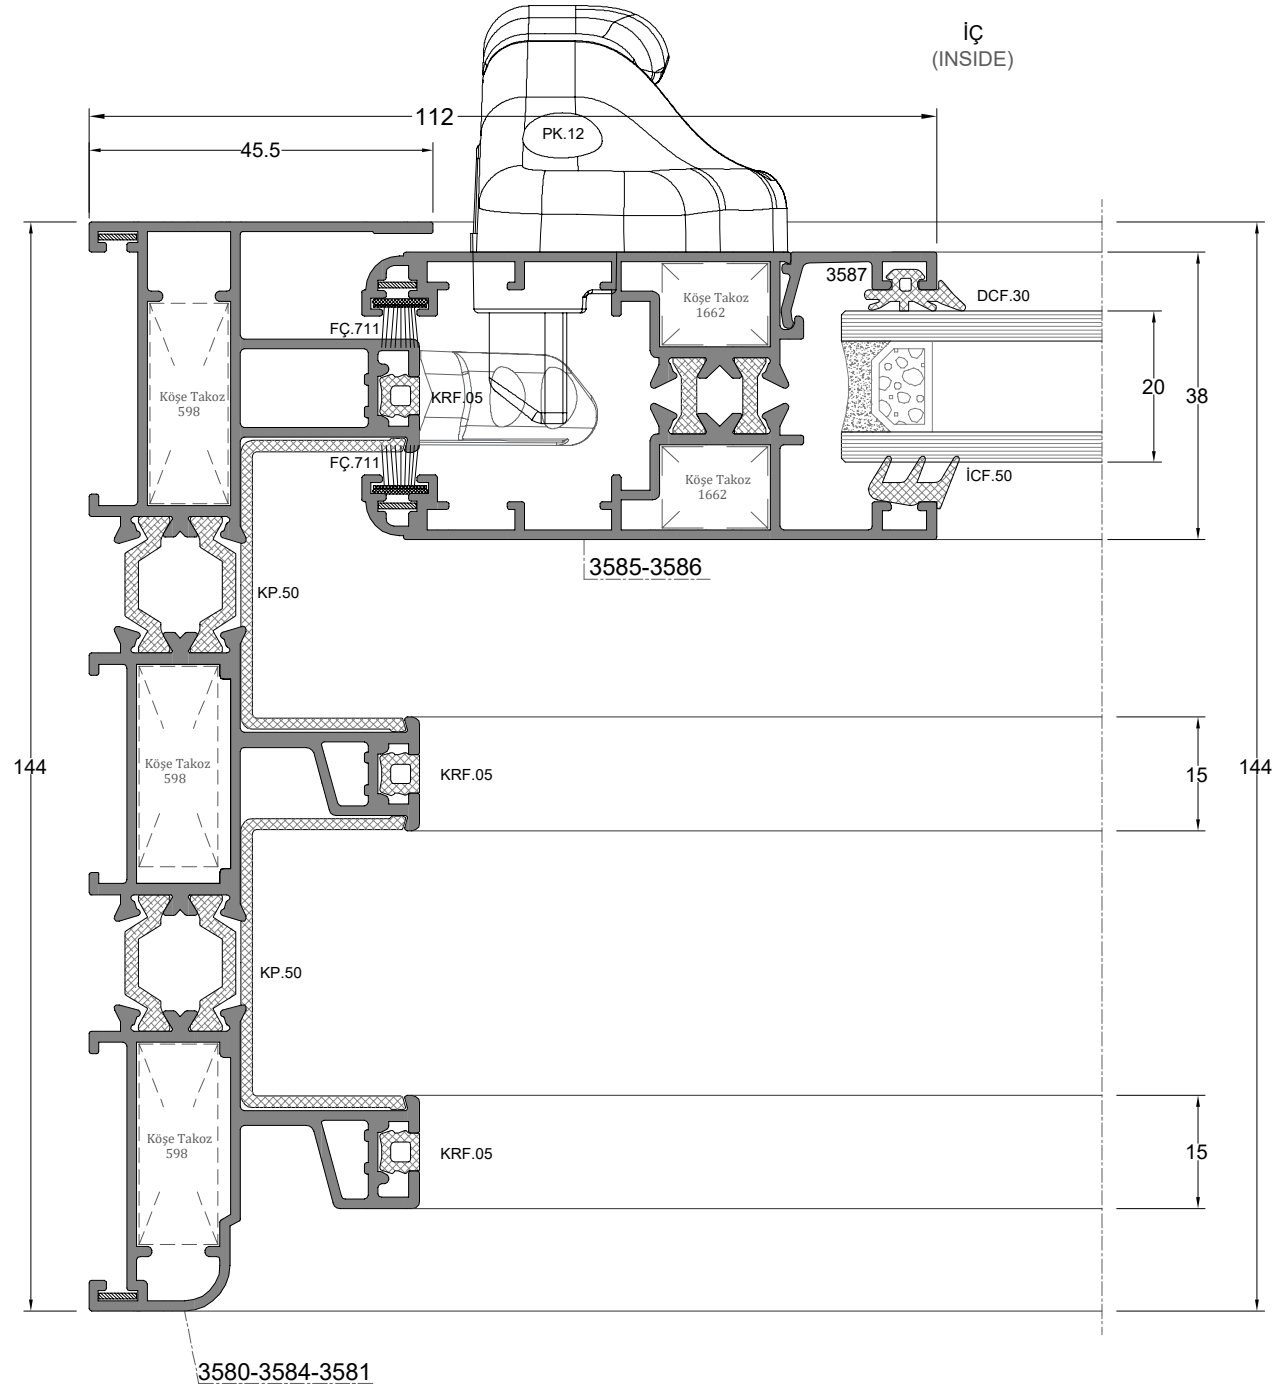 İÇ
(INSIDE)
112
PK.12
45.5
3587
DCF.30
Köşe Takoz
1662
FÇ.711
KRF.05
Köşe Takoz
598
20
38
FÇ.711
Köşe Takoz
1662
İCF.50
3585-3586
KP.50
144
Köşe Takoz
598
KRF.05
15
144
KP.50
Köşe Takoz
598
KRF.05
15
3580-3584-3581